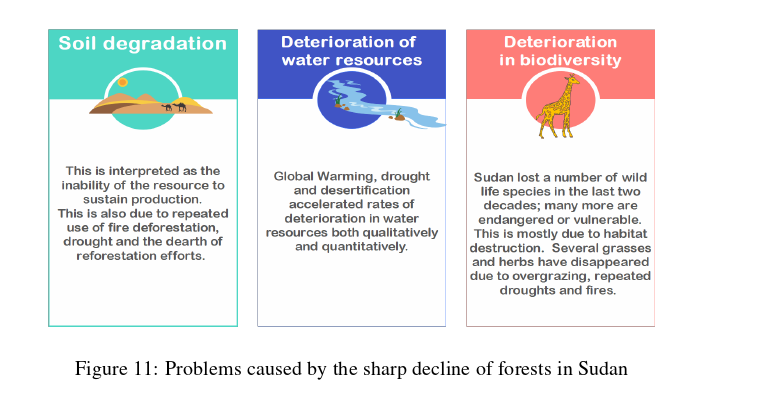 Soil degradation
This is interpreted as the
inability of the resource to
sustain production.
This is also due to repeated
use of fire deforestation,
drought and the dearth of
reforestation efforts.
Deterioration of
water resources
Global Warming, drought
and desertification
accelerated rates of
deterioration in water
resources both qualitatively
and quantitatively.
Deterioration
in biodiversity
Sudan lost a number of wild
life species in the last two
decades; many more are
endangered or vulnerable.
This is mostly due to habitat
destruction. Several grasses
and herbs have disappeared
due to overgrazing, repeated
droughts and fires.
Figure 11: Problems caused by the sharp decline of forests in Sudan